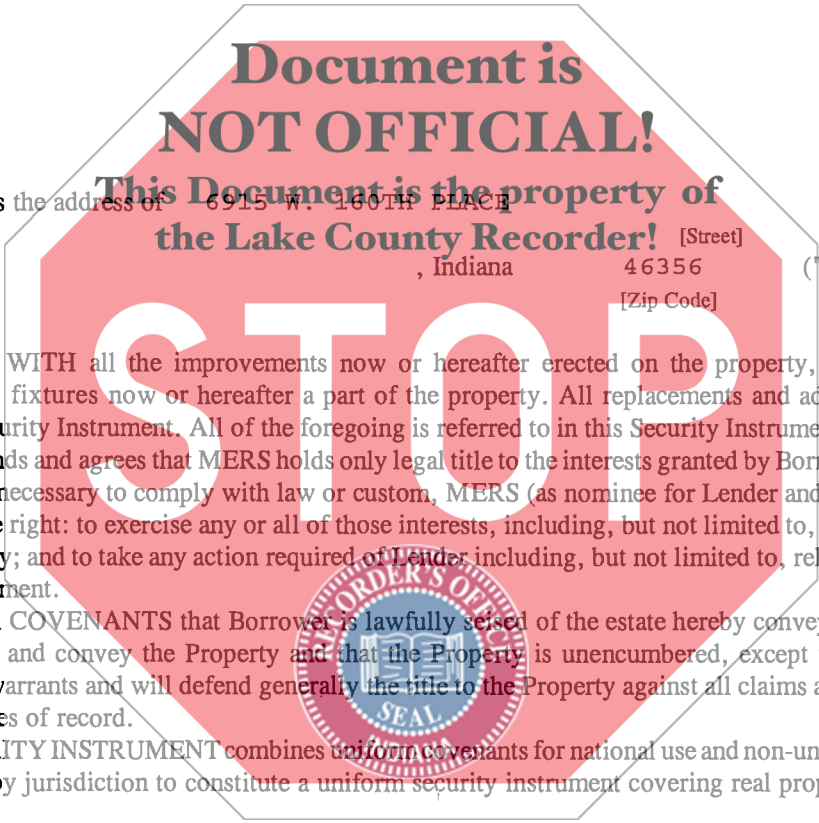 Document is
NOT OFFICIAL!
This Document is the property of
the Lake County Recorder!
s the address of 6915 W. 160TH PLACE
[Street]
, Indiana 46356 ("
[Zip Code]
STOP
WITH all the improvements now or hereafter erected on the property,
fixtures now or hereafter a part of the property. All replacements and ad
urity Instrument. All of the foregoing is referred to in this Security Instrume
ds and agrees that MERS holds only legal title to the interests granted by Borr
necessary to comply with law or custom, MERS (as nominee for Lender and
e right: to exercise any or all of those interests, including, but not limited to,
y; and to take any action required of Lender including, but not limited to, rel
ment.
COVENANTS that Borrower is lawfully seised of the estate hereby convey
and convey the Property and that the Property is unencumbered, except
warrants and will defend generally the title to the Property against all claims a
es of record.
ITY INSTRUMENT combines uniform covenants for national use and non-un
by jurisdiction to constitute a uniform security instrument covering real prop
RECORDER'S OFFICE
SEAL
INDIANA